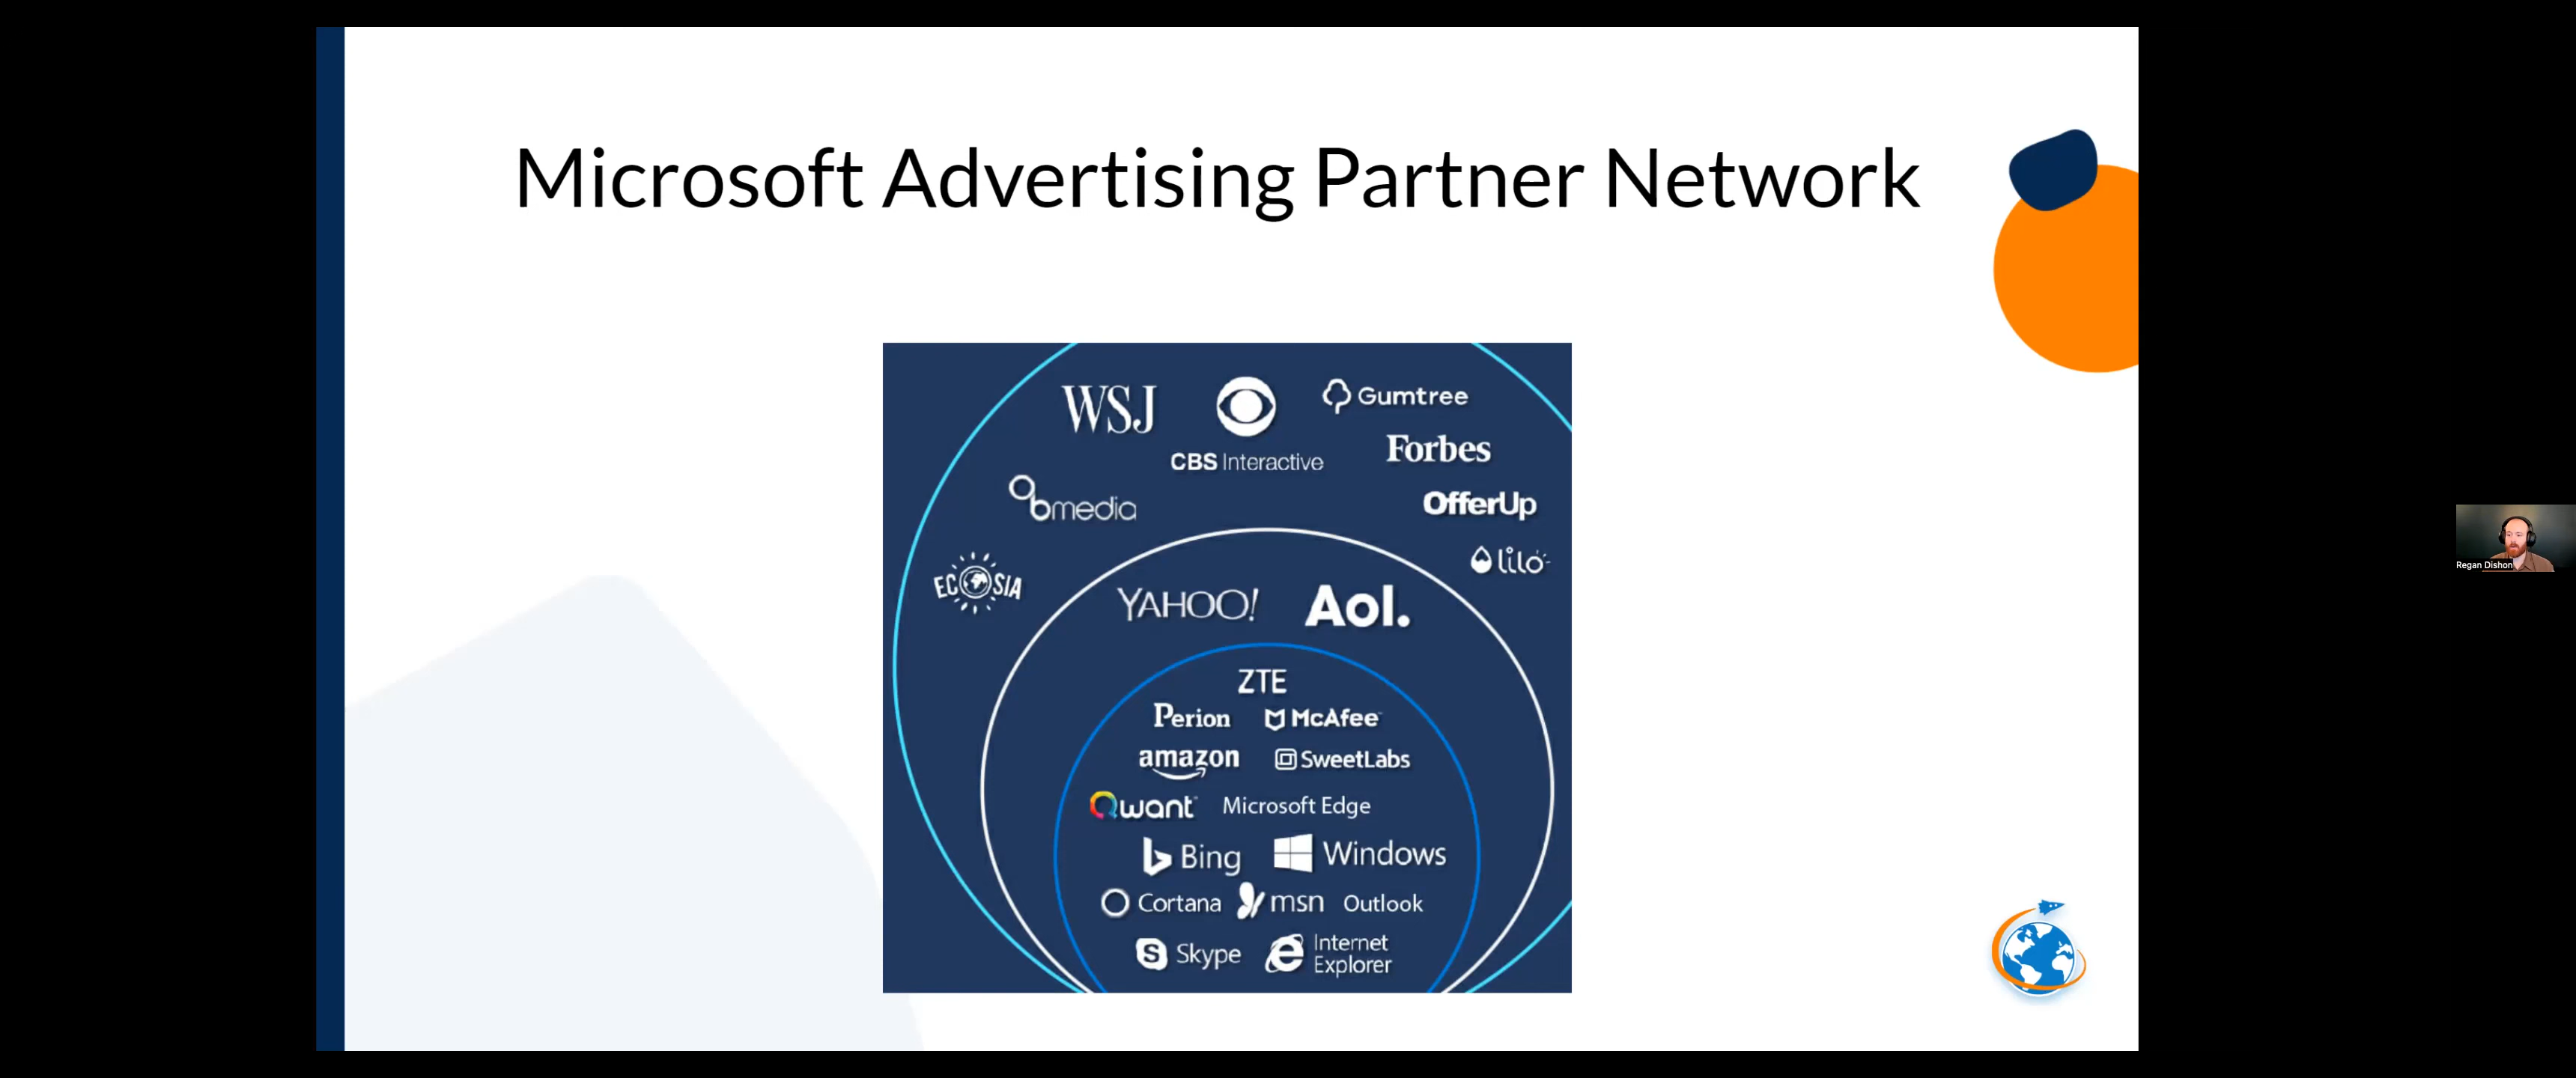 Microsoft Advertising Partner Network
WSJ
CBS Interactive
Gumtree
Forbes
bmedia
OfferUp
ECOSIA
lilo
YAHOO!
Aol.
ZTE
Perion
McAfee
amazon
SweetLabs
Qwant
Microsoft Edge
Bing
Windows
Cortana
msn
Outlook
Skype
Internet
Explorer
Regan Dishon